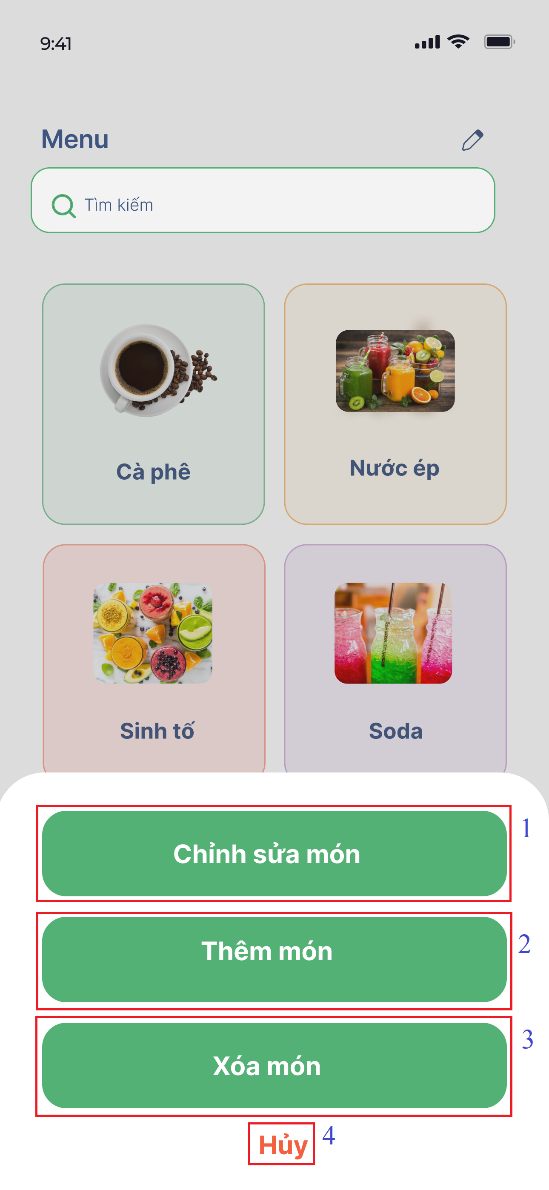 9:41
Menu
Tìm kiếm
Cà phê
Nước ép
Sinh tố
Soda
Chỉnh sửa món
1
Thêm món
2
Xóa món
3
Hủy
4